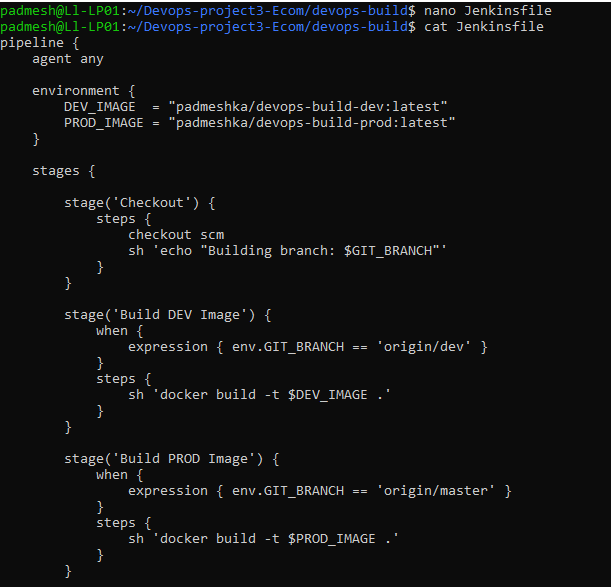 padmesh@Ll-LP01:~/Devops-project3-Ecom/devops-build$ nano Jenkinsfile
padmesh@Ll-LP01:~/Devops-project3-Ecom/devops-build$ cat Jenkinsfile
pipeline {
    agent any

    environment {
        DEV_IMAGE  = "padmeshka/devops-build-dev:latest"
        PROD_IMAGE = "padmeshka/devops-build-prod:latest"
    }

    stages {

        stage('Checkout') {
            steps {
                checkout scm
                sh 'echo "Building branch: $GIT_BRANCH"'
            }
        }

        stage('Build DEV Image') {
            when {
                expression { env.GIT_BRANCH == 'origin/dev' }
            }
            steps {
                sh 'docker build -t $DEV_IMAGE .'
            }
        }

        stage('Build PROD Image') {
            when {
                expression { env.GIT_BRANCH == 'origin/master' }
            }
            steps {
                sh 'docker build -t $PROD_IMAGE .'
            }
        }